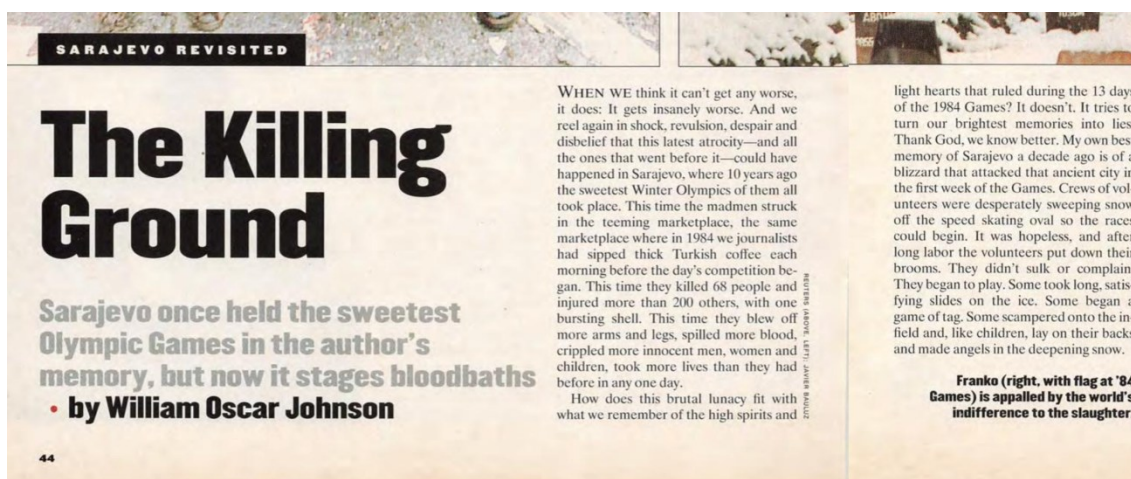 SARAJEVO REVISITED
The Killing
Ground
Sarajevo once held the sweetest
Olympic Games in the author's
memory, but now it stages bloodbaths
• by William Oscar Johnson
44
WHEN WE think it can't get any worse,
it does: It gets insanely worse. And we
reel again in shock, revulsion, despair and
disbelief that this latest atrocity—and all
the ones that went before it—could have
happened in Sarajevo, where 10 years ago
the sweetest Winter Olympics of them all
took place. This time the madmen struck
in the teeming marketplace, the same
marketplace where in 1984 we journalists
had sipped thick Turkish coffee each
morning before the day's competition be-
gan. This time they killed 68 people and
injured more than 200 others, with one
bursting shell. This time they blew off
more arms and legs, spilled more blood,
crippled more innocent men, women and
children, took more lives than they had
before in any one day.
How does this brutal lunacy fit with
what we remember of the high spirits and
REUTERS (ABOVE, LEFT); JAVIER BAULUZ
light hearts that ruled during the 13 days
of the 1984 Games? It doesn't. It tries to
turn our brightest memories into lies.
Thank God, we know better. My own best
memory of Sarajevo a decade ago is of a
blizzard that attacked that ancient city in
the first week of the Games. Crews of vol-
unteers were desperately sweeping snow
off the speed skating oval so the races
could begin. It was hopeless, and after
long labor the volunteers put down their
brooms. They didn't sulk or complain.
They began to play. Some took long, satis-
fying slides on the ice. Some began a
game of tag. Some scampered onto the in-
field and, like children, lay on their backs
and made angels in the deepening snow.
Franko (right, with flag at '84
Games) is appalled by the world's
indifference to the slaughter.